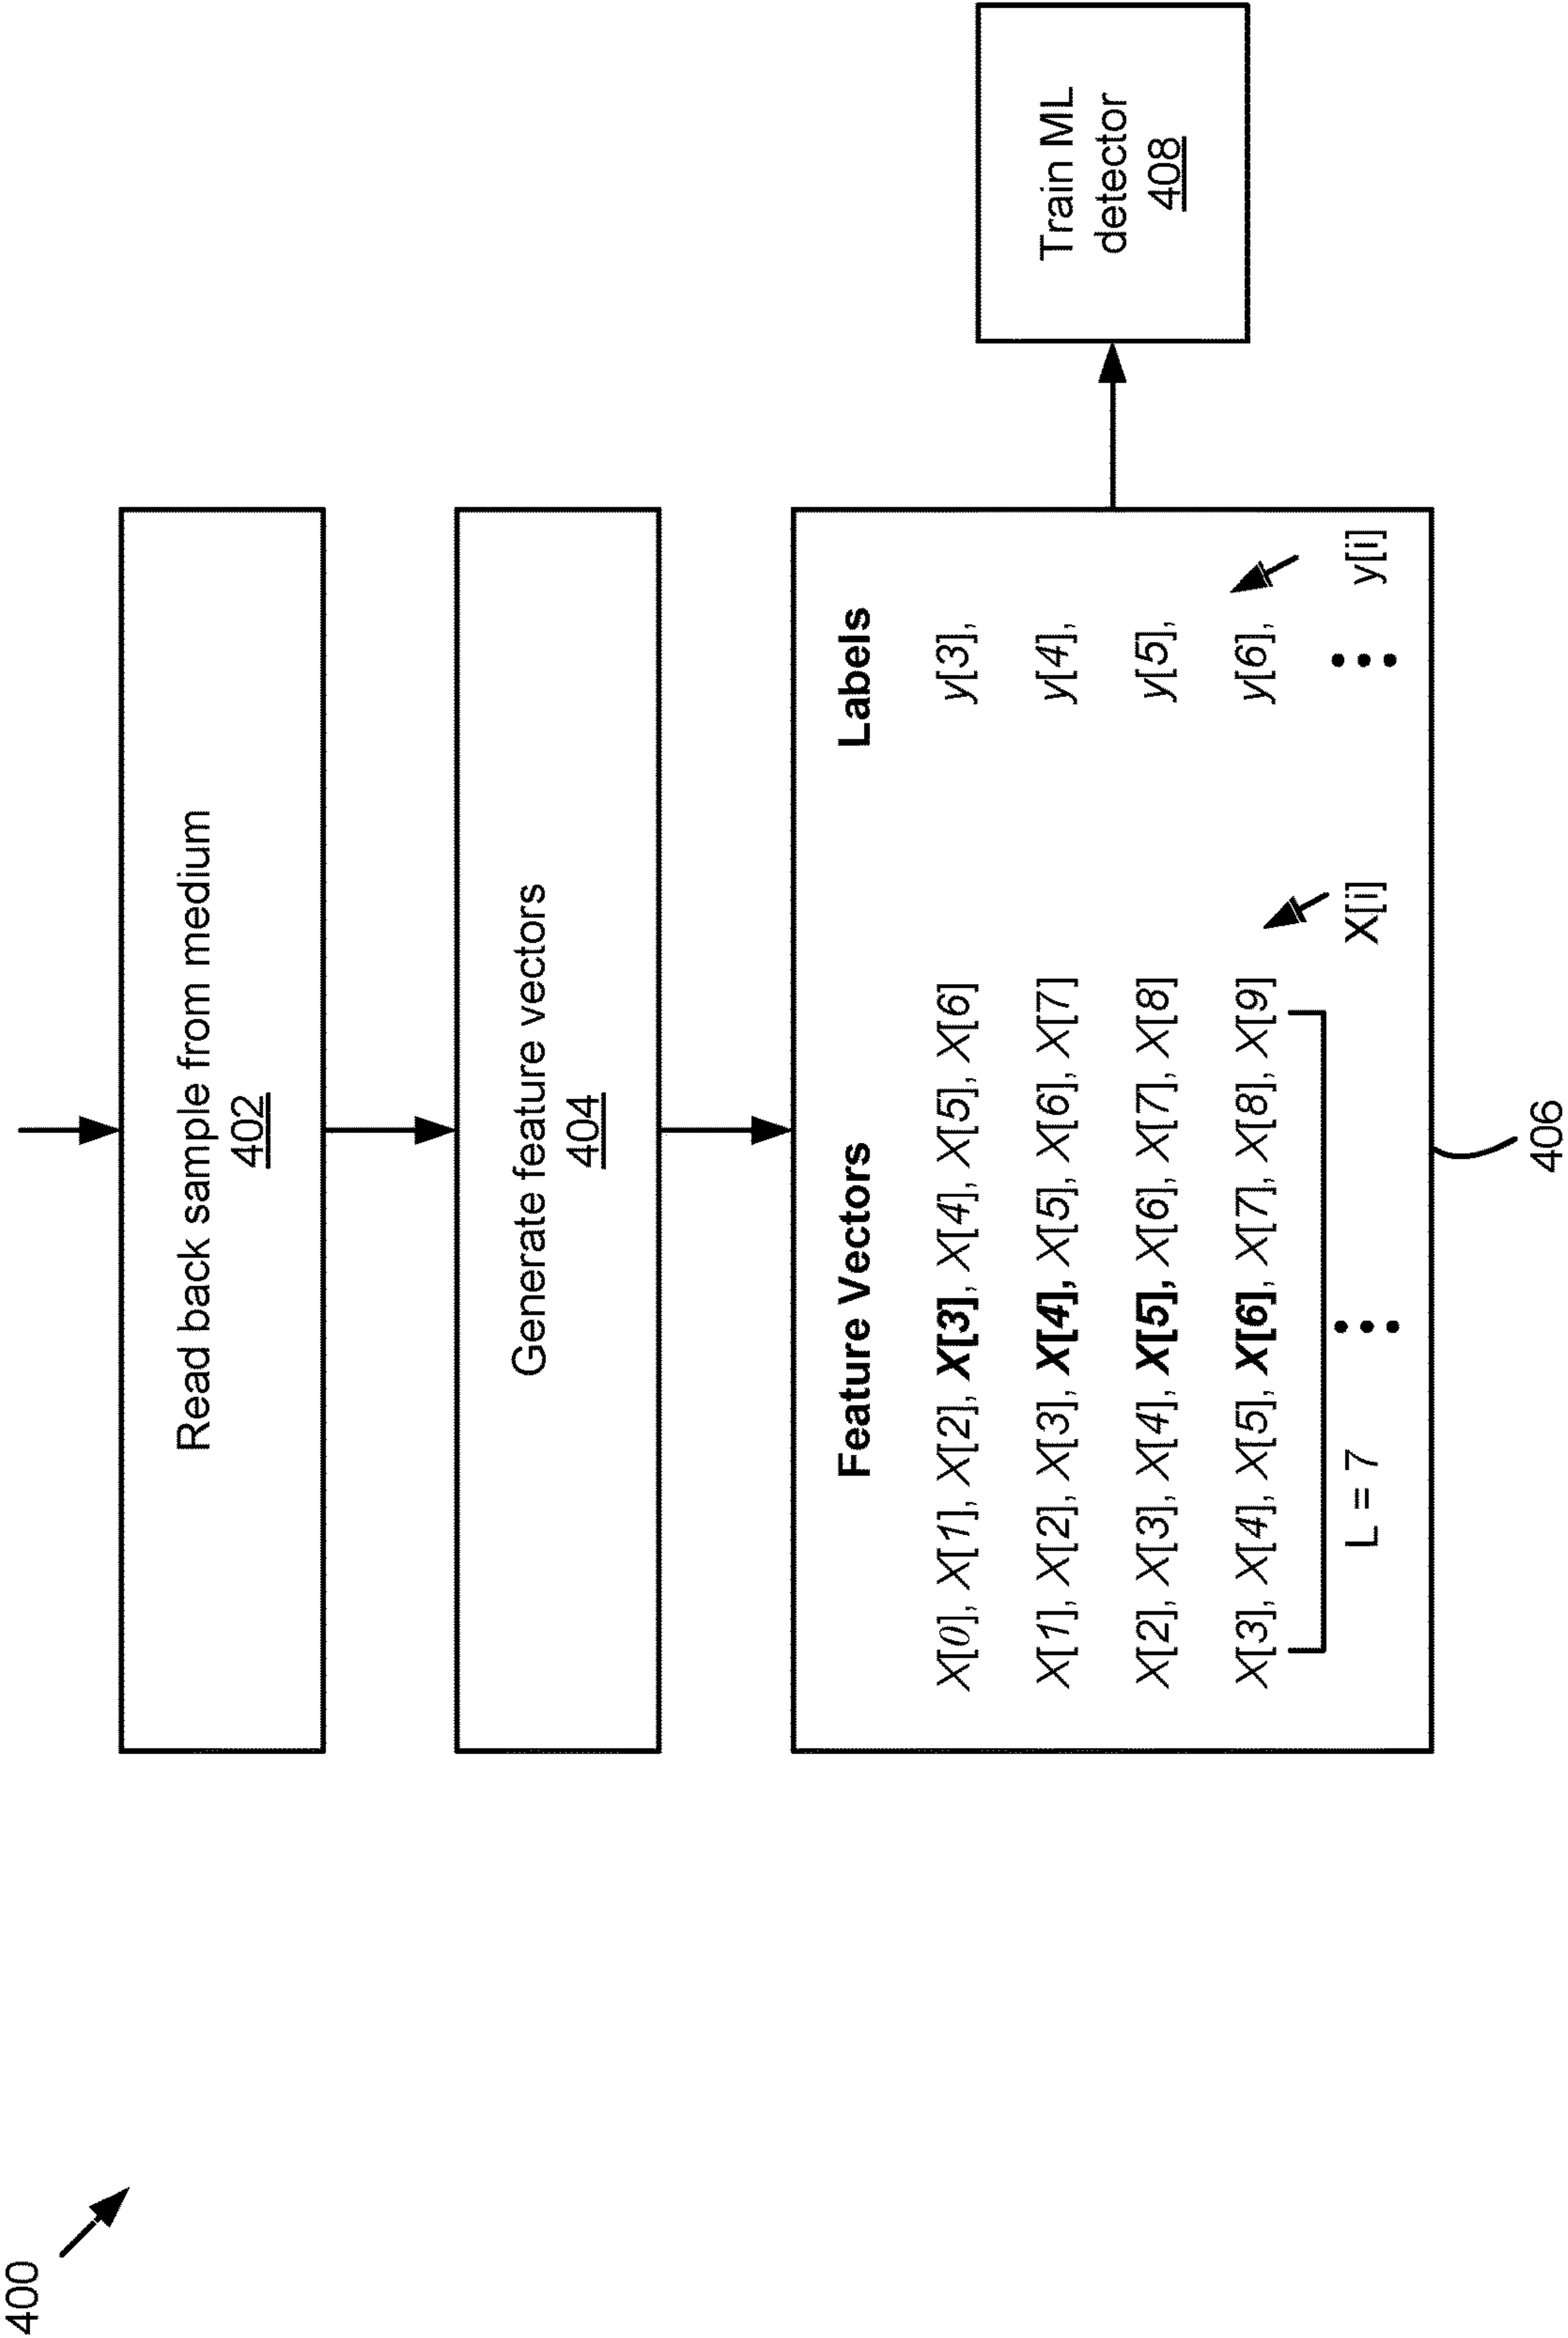 400
Read back sample from medium
402
Generate feature vectors
404
Feature Vectors
Labels
X[0], X[1], X[2], X[3], X[4], X[5], X[6]
y[3],
X[1], X[2], X[3], X[4], X[5], X[6], X[7]
y[4],
X[2], X[3], X[4], X[5], X[6], X[7], X[8]
y[5],
X[3], X[4], X[5], X[6], X[7], X[8], X[9]
y[6],
L = 7
X[i]
y[i]
406
Train ML
detector
408